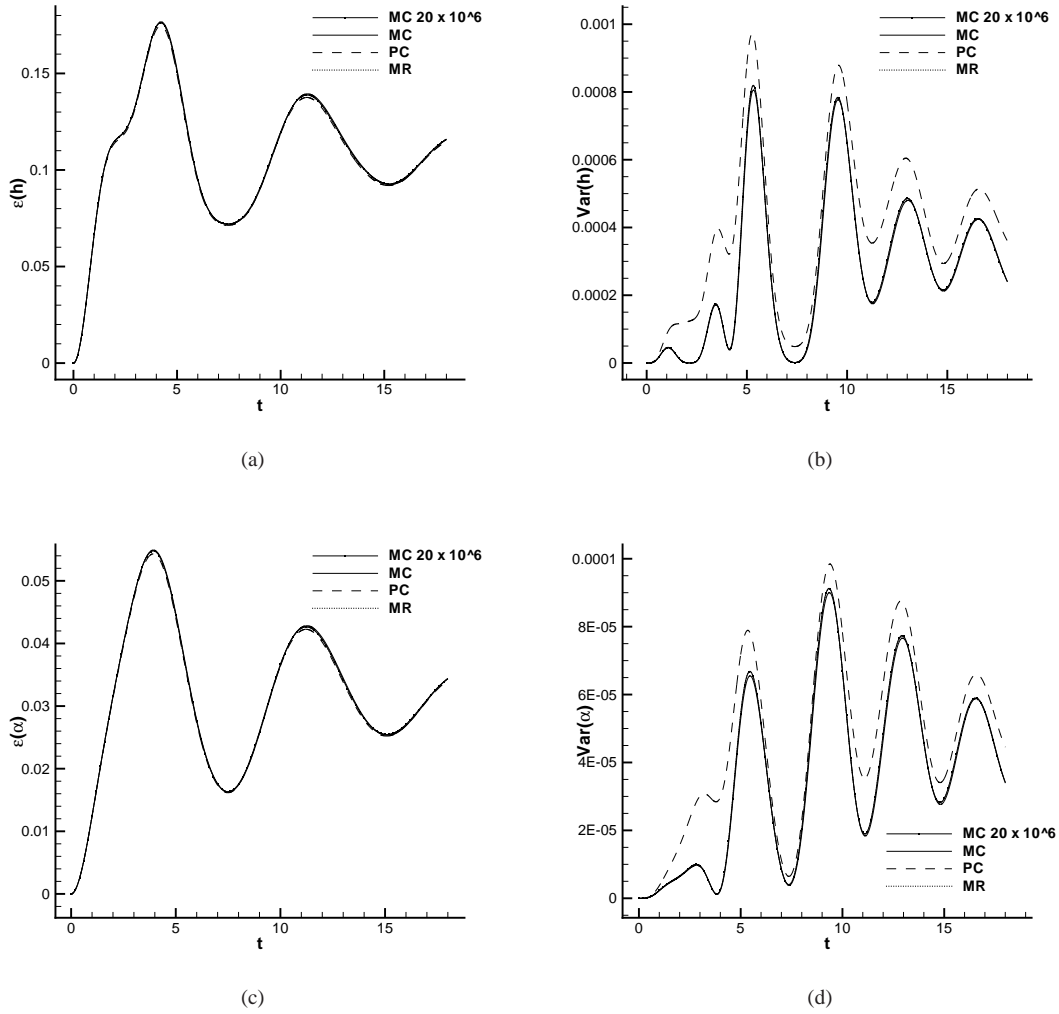 MC 20 x 10^6
MC
PC
MR
ε(h)
0.15
0.1
0.05
0
0 5 10 15
t
(a)
MC 20 x 10^6
MC
PC
MR
Var(h)
0.001
0.0008
0.0006
0.0004
0.0002
0
0 5 10 15
t
(b)
MC 20 x 10^6
MC
PC
MR
ε(α)
0.05
0.04
0.03
0.02
0.01
0
0 5 10 15
t
(c)
Var(α)
0.0001
8E-05
6E-05
4E-05
2E-05
0
MC 20 x 10^6
MC
PC
MR
0 5 10 15
t
(d)